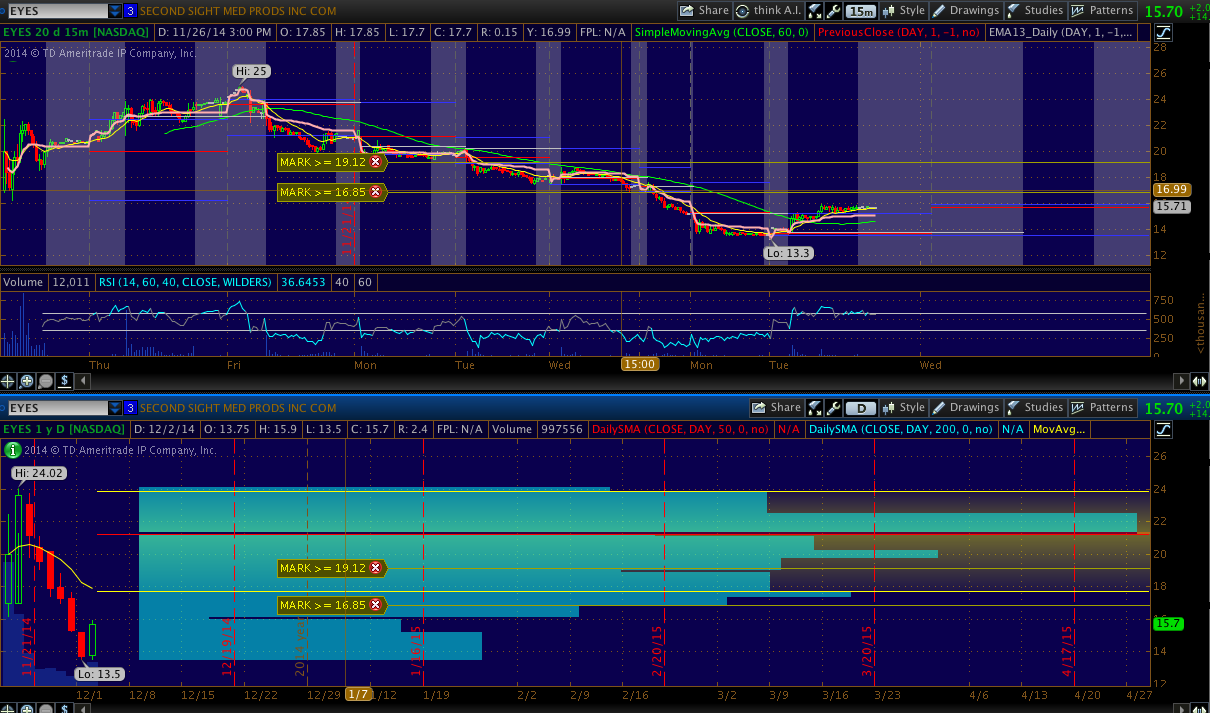 EYES 3 SECOND SIGHT MED PRODS INC COM Share think A.I. 15m Style Drawings Studies Patterns 15.70
EYES 20 d 15m [NASDAQ] D: 11/26/14 3:00 PM O: 17.85 H: 17.85 L: 17.7 C: 17.7 R: 0.15 Y: 16.99 FPL: N/A SimpleMovingAvg (CLOSE, 60, 0) PreviousClose (DAY, 1, -1, no) EMA13_Daily (DAY, 1, -1,...
2014 © TD Ameritrade IP Company, Inc.
28
Hi: 25
26
24
22
20
MARK >= 19.12
18
MARK >= 16.85
16.99
15.71
11/21/14
14
Lo: 13.3
12
Volume 12,011 RSI (14, 60, 40, CLOSE, WILDERS) 36.6453 40 60
750
500
250
0
<thousan...
Thu Fri Mon Tue Wed 15:00 Mon Tue Wed
$
EYES 3 SECOND SIGHT MED PRODS INC COM Share D Style Drawings Studies Patterns 15.70
EYES 1 y D [NASDAQ] D: 12/2/14 O: 13.75 H: 15.9 L: 13.5 C: 15.7 R: 2.4 FPL: N/A Volume 997556 DailySMA (CLOSE, DAY, 50, 0, no) N/A DailySMA (CLOSE, DAY, 200, 0, no) N/A MovAvg...
2014 © TD Ameritrade IP Company, Inc.
26
Hi: 24.02
24
22
20
MARK >= 19.12
18
MARK >= 16.85
15.7
14
12
11/21/14 12/19/14 1/16/15 2/20/15 3/20/15 4/17/15
Lo: 13.5
12/1 12/8 12/15 12/22 12/29 1/7 1/12 1/19 2/2 2/9 2/16 3/2 3/9 3/16 3/23 4/6 4/13 4/20 4/27
$